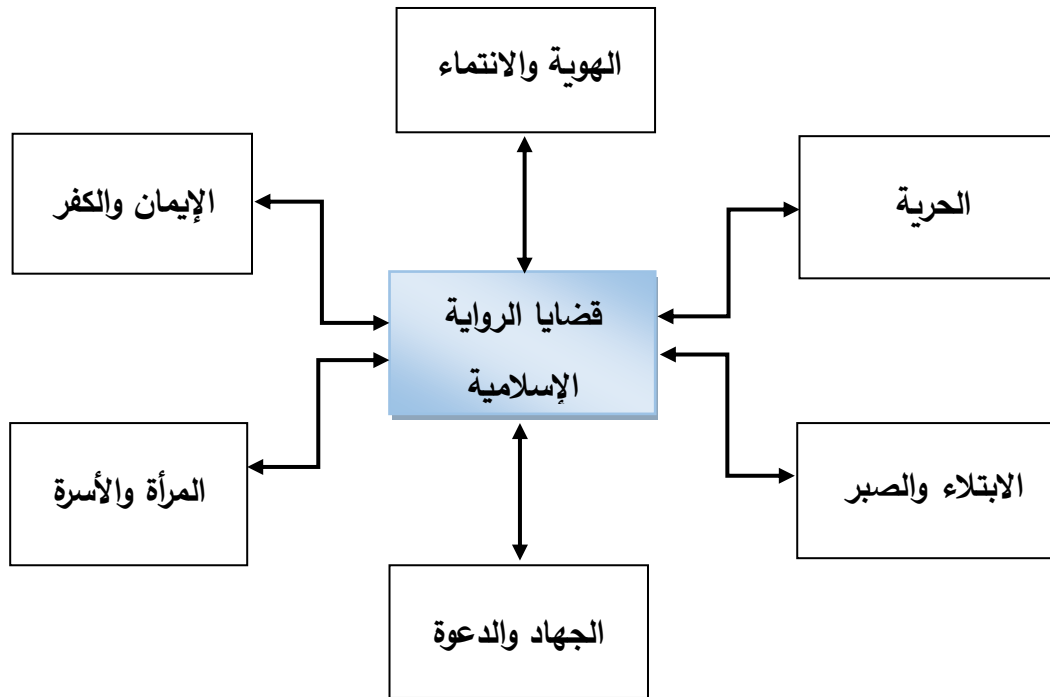 الهوية والانتماء
الحرية
الإيمان والكفر
قضايا الرواية
الإسلامية
الابتلاء والصبر
المرأة والأسرة
الجهاد والدعوة